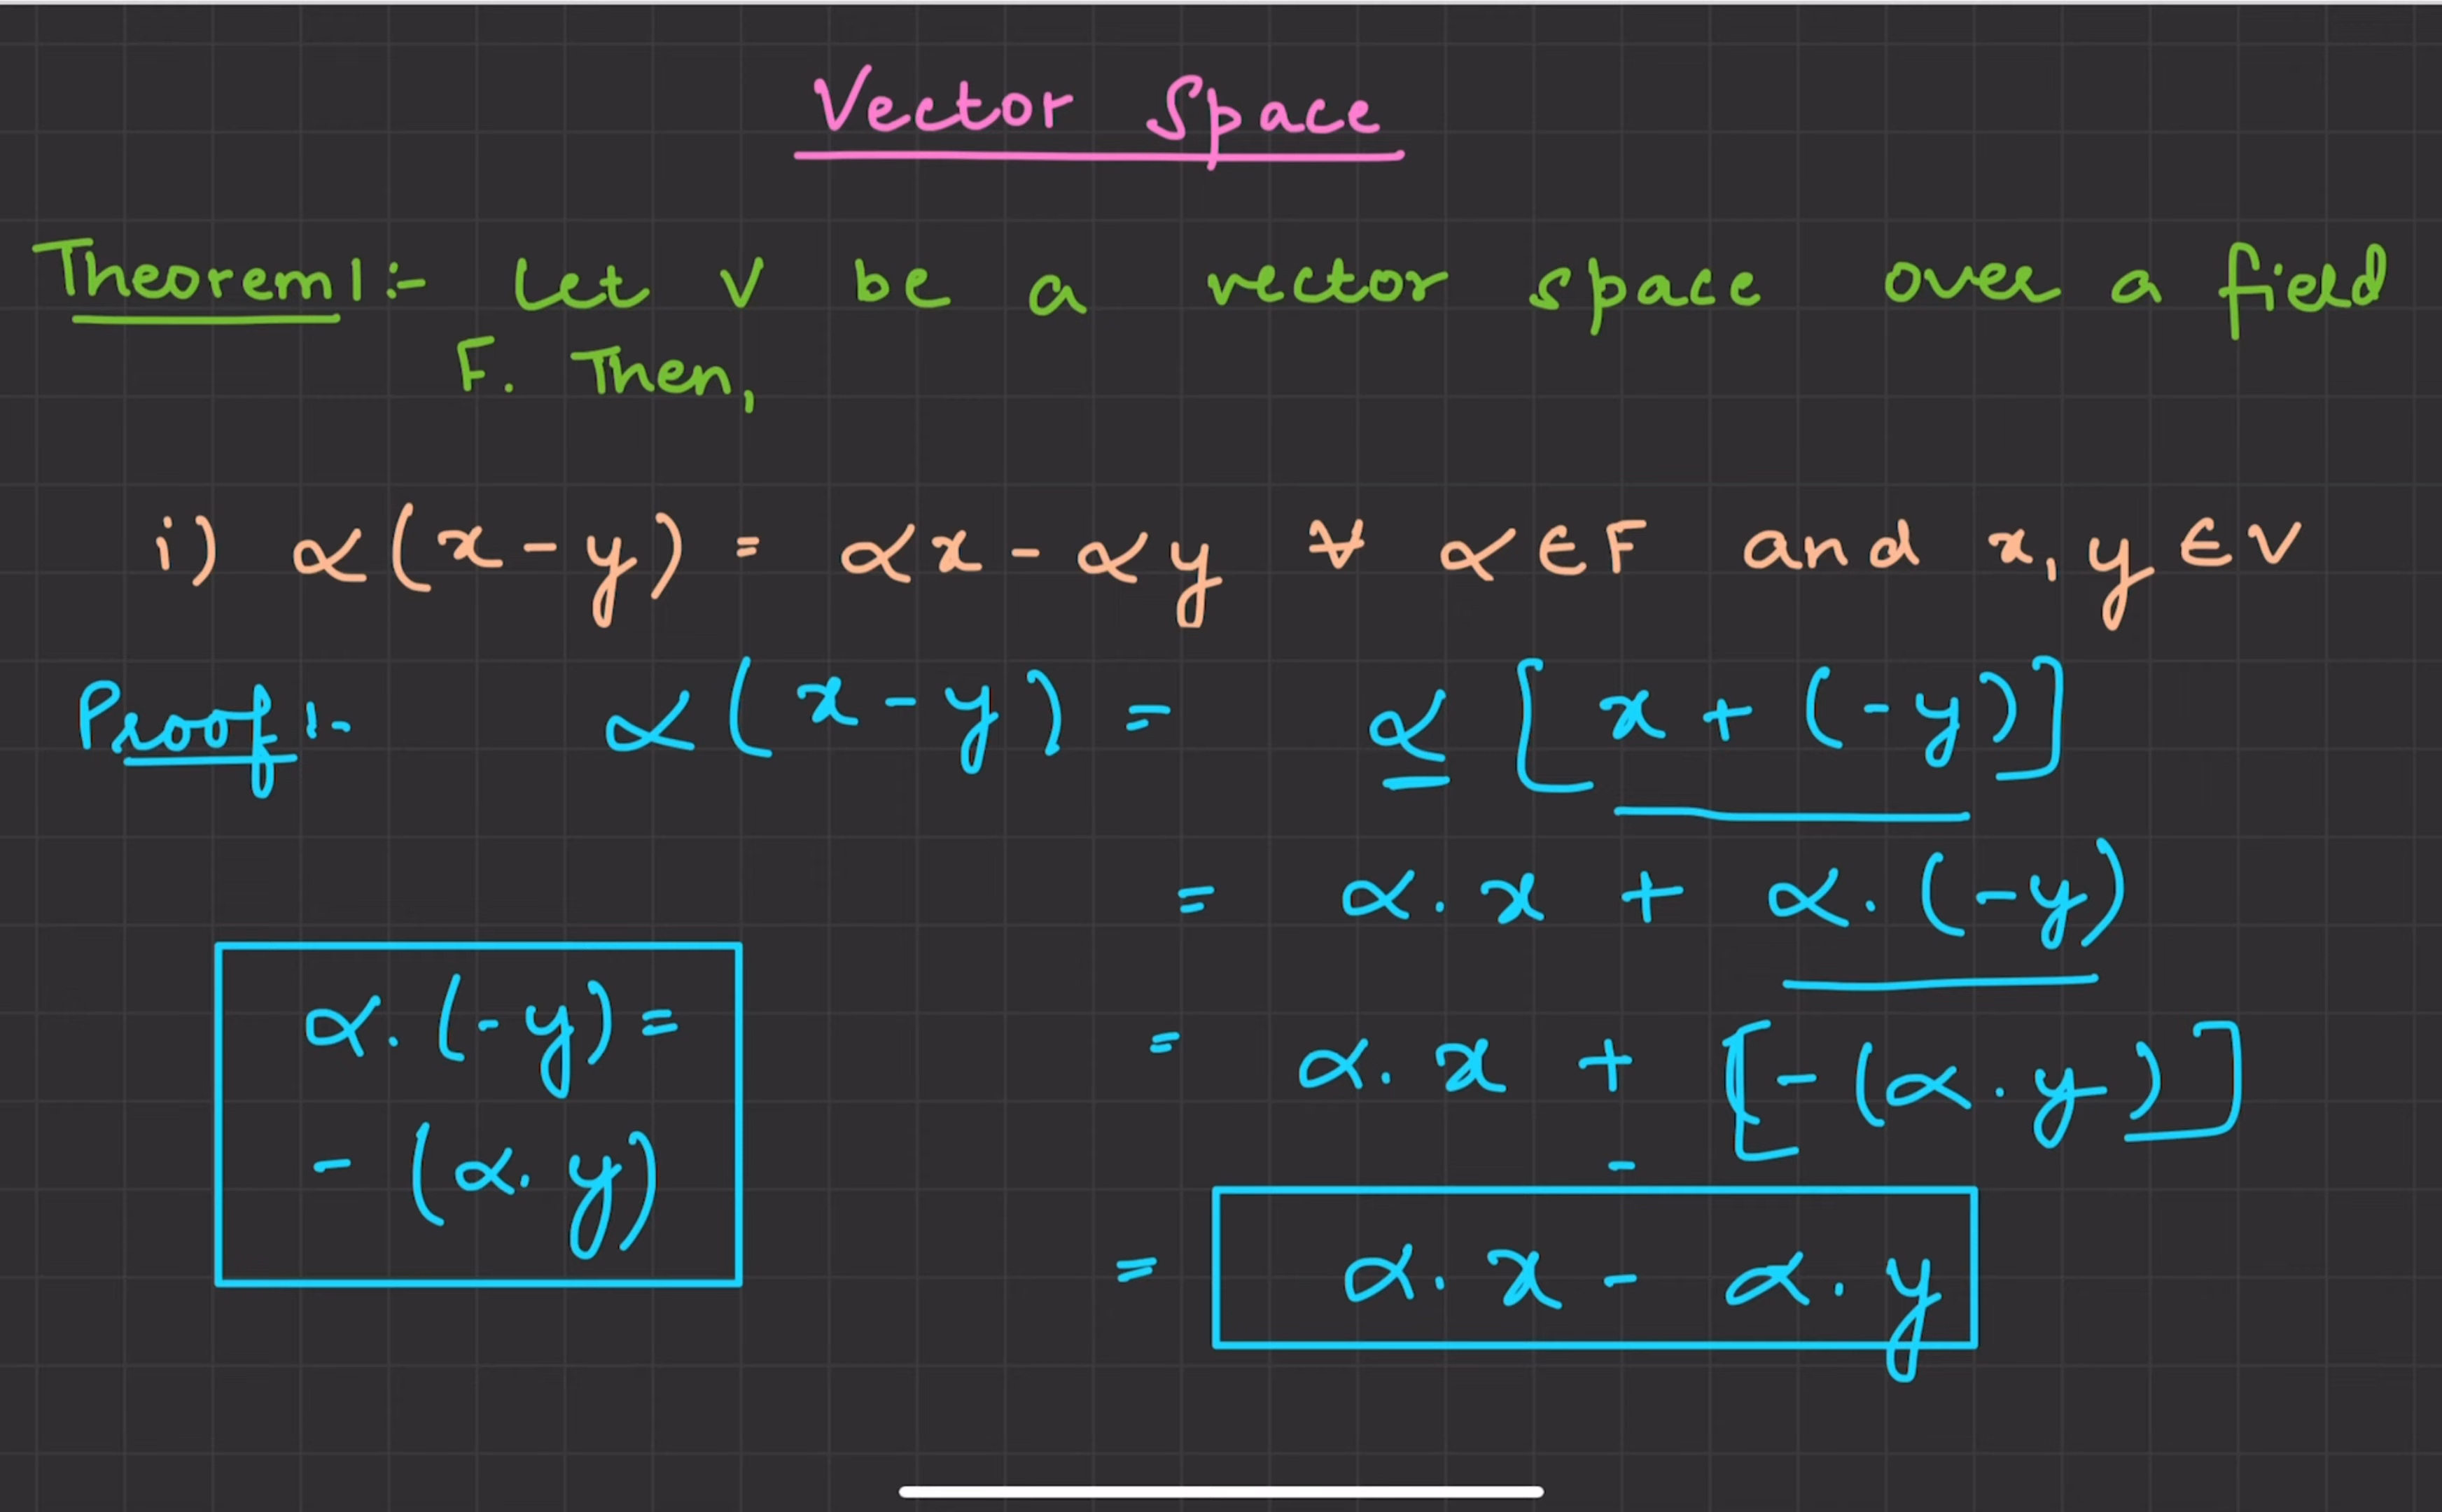 Vector Space
Theorem1:- Let V be a vector space over a field
F. Then,
i) α(x-y) = αx-αy ∀ α∈F and x,y∈V
Proof:- α(x-y) = α[x+(-y)]
= α.x + α.(-y)
α.(-y)=
= α.x + [-(α.y)]
-(α.y)
-
= α.x - α.y